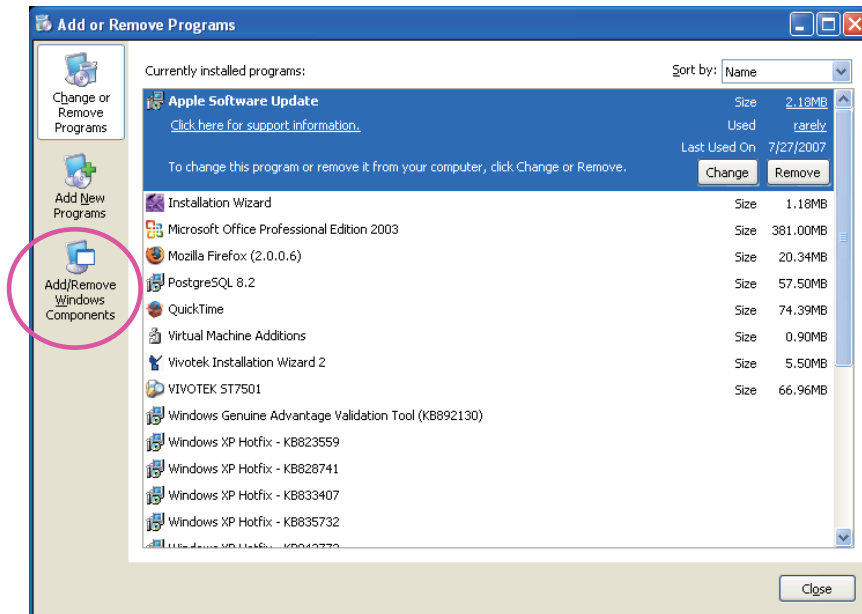 Add or Remove Programs
Change or
Remove
Programs
Add New
Programs
Add/Remove
Windows
Components
Currently installed programs:
Sort by: Name
Apple Software Update Size 2.18MB
Click here for support information. Used rarely
Last Used On 7/27/2007
To change this program or remove it from your computer, click Change or Remove. Change Remove
Installation Wizard Size 1.18MB
Microsoft Office Professional Edition 2003 Size 381.00MB
Mozilla Firefox (2.0.0.6) Size 20.34MB
PostgreSQL 8.2 Size 57.50MB
QuickTime Size 74.39MB
Virtual Machine Additions Size 0.90MB
Vivotek Installation Wizard 2 Size 5.50MB
VIVOTEK ST7501 Size 66.96MB
Windows Genuine Advantage Validation Tool (KB892130)
Windows XP Hotfix - KB823559
Windows XP Hotfix - KB828741
Windows XP Hotfix - KB833407
Windows XP Hotfix - KB835732
Windows XP Hotfix
Close